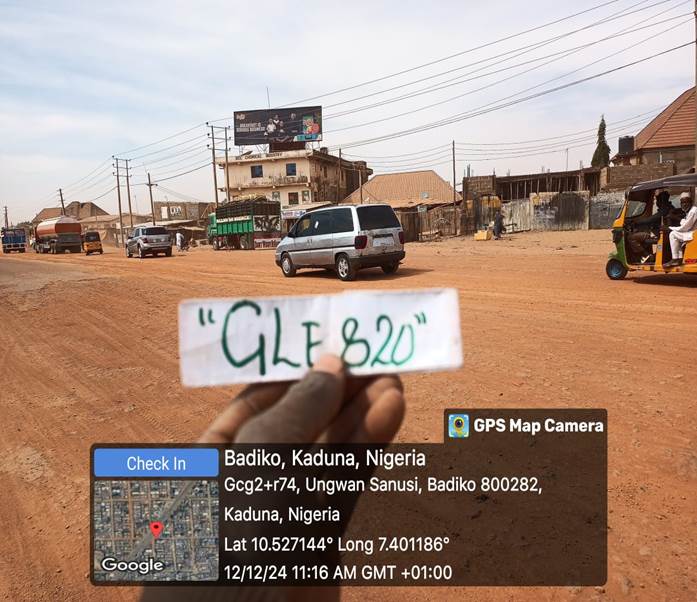 "GLE 820"
GPS Map Camera
Check In
Google
Badiko, Kaduna, Nigeria
Gcg2+r74, Ungwan Sanusi, Badiko 800282,
Kaduna, Nigeria
Lat 10.527144° Long 7.401186°
12/12/24 11:16 AM GMT +01:00